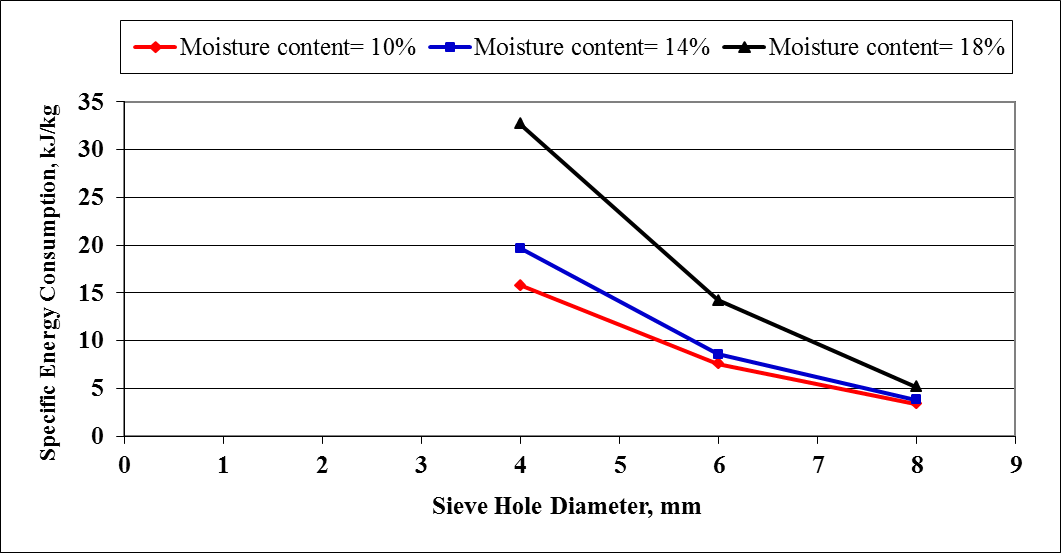 Moisture content= 10% Moisture content= 14% Moisture content= 18%
Specific Energy Consumption, kJ/kg
35
30
25
20
15
10
5
0
0 1 2 3 4 5 6 7 8 9
Sieve Hole Diameter, mm